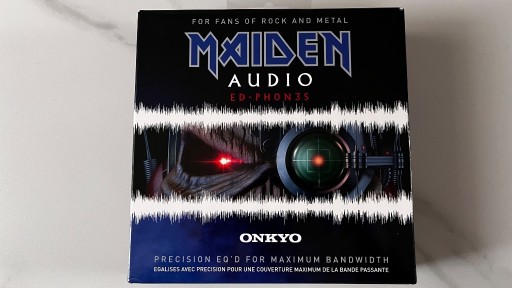 FOR FANS OF ROCK AND METAL
MAIDEN
AUDIO
ED-PHON3S
ONKYO
PRECISION EQ'D FOR MAXIMUM BANDWIDTH
EGALISES AVEC PRECISION POUR UNE COUVERTURE MAXIMUM DE LA BANDE PASSANTE